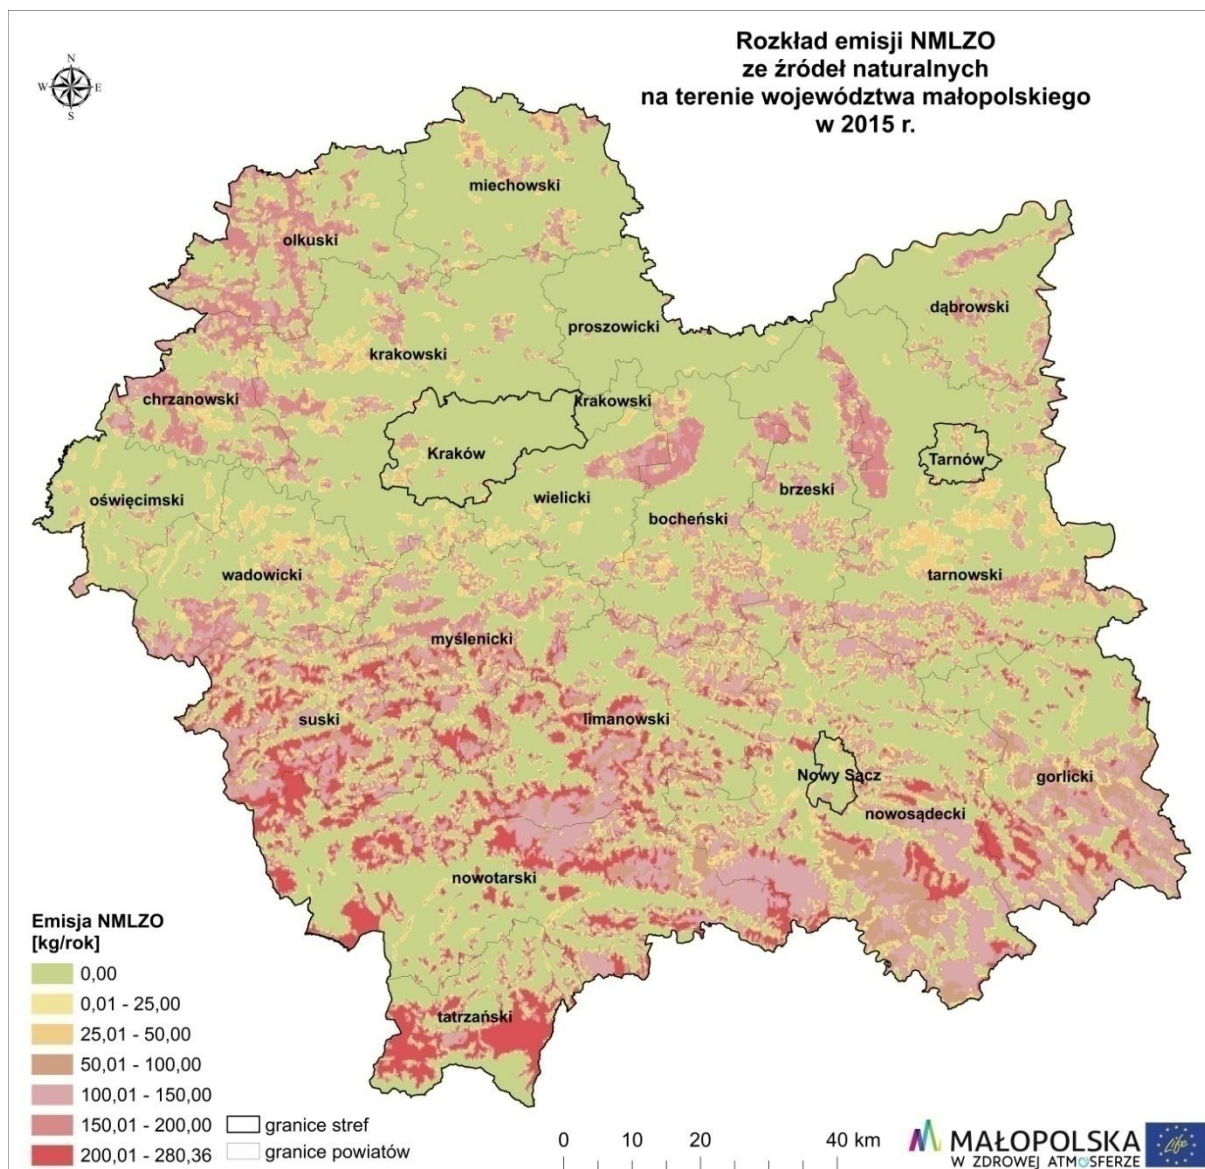 Rozkład emisji NMLZO
ze źródeł naturalnych
na terenie województwa małopolskiego
w 2015 r.
N
W E
S
miechowski
olkuski
dąbrowski
proszowicki
krakowski
chrzanowski
krakowski
Kraków
Tarnów
oświęcimski
wielicki
brzeski
bocheński
wadowicki
tarnowski
myślenicki
suski
limanowski
Nowy Sącz
gorlicki
nowosądecki
nowotarski
tatrzański
Emisja NMLZO
[kg/rok]
0,00
0,01 - 25,00
25,01 - 50,00
50,01 - 100,00
100,01 - 150,00
150,01 - 200,00
200,01 - 280,36
granice stref
granice powiatów
0 10 20 40 km
MAŁOPOLSKA
W ZDROWEJ ATMOSFERZE
Life